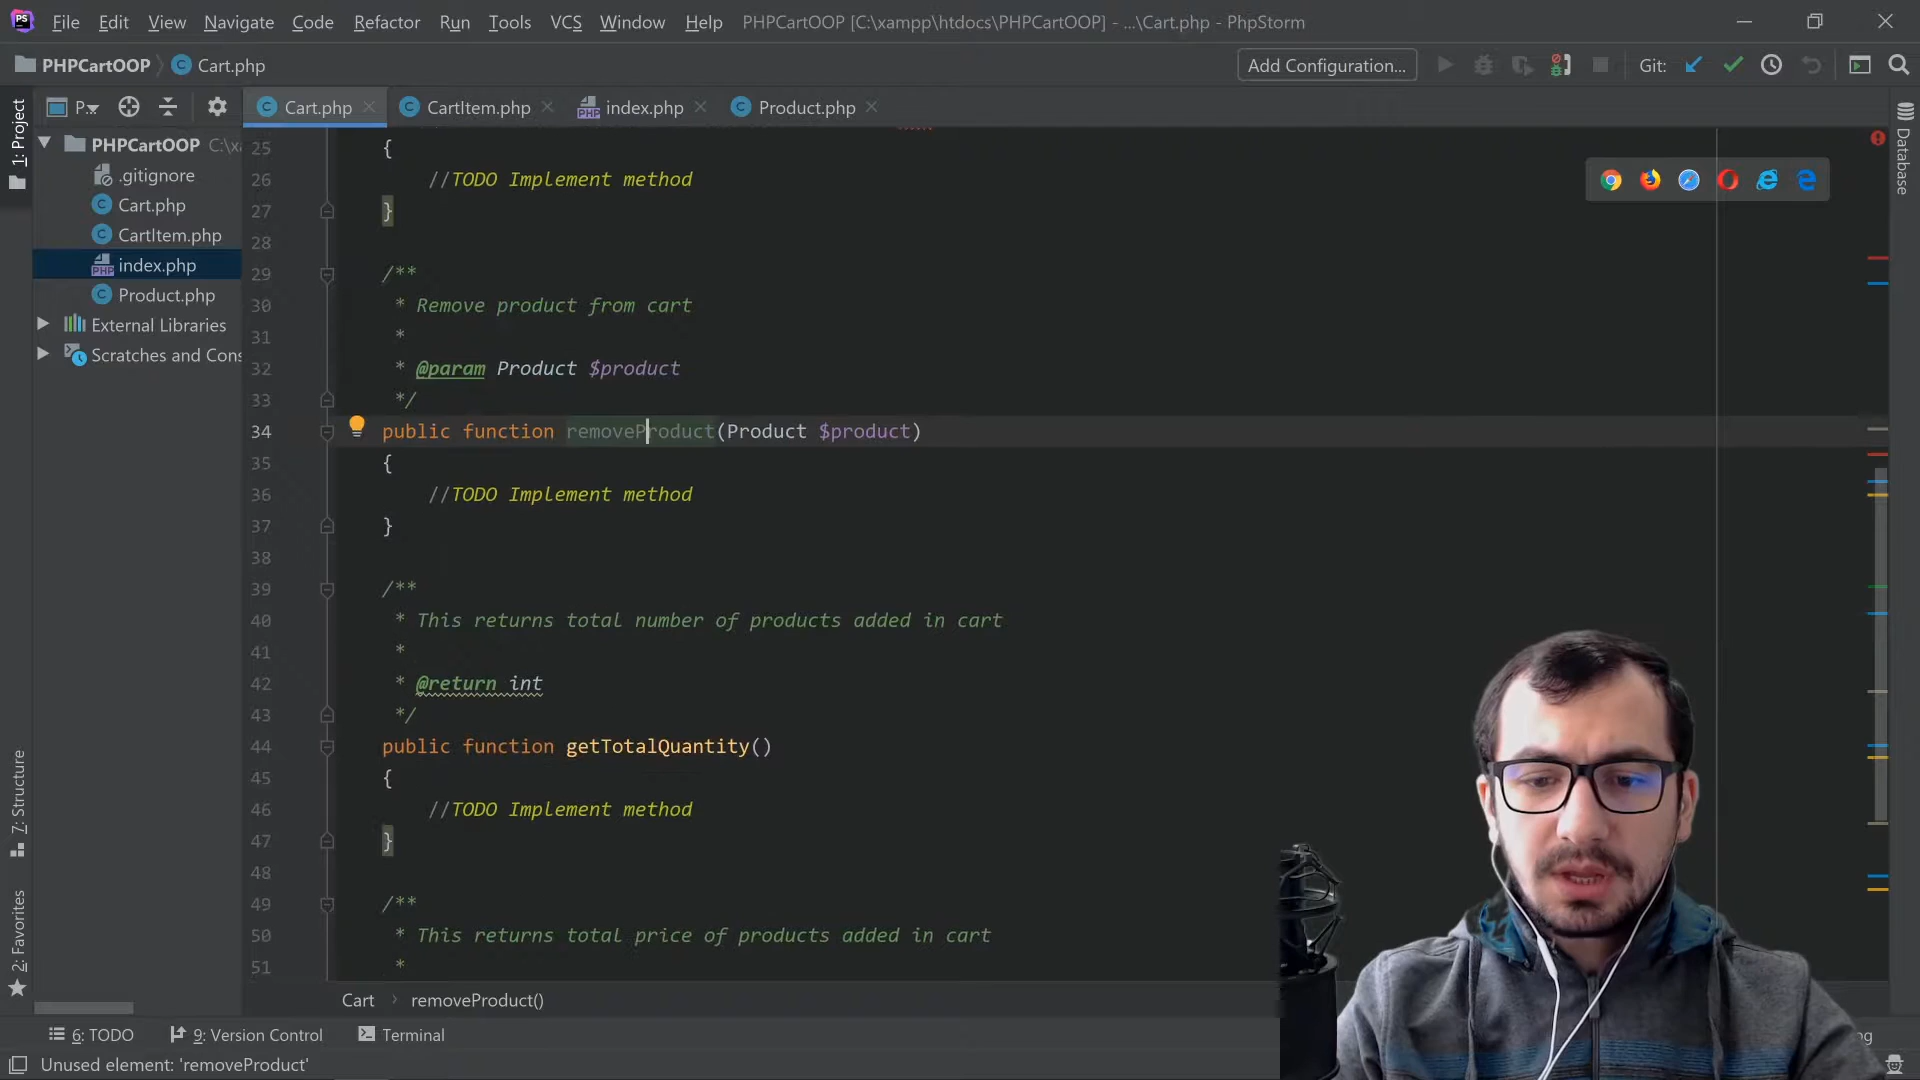 PS File Edit View Navigate Code Refactor Run Tools VCS Window Help PHPCartOOP [C:\xampp\htdocs\PHPCartOOP] - ...\Cart.php - PhpStorm
PHPCartOOP Cart.php Add Configuration... Git:
P... Cart.php CartItem.php index.php Product.php
1: Project
7: Structure
2: Favorites
Database
PHPCartOOP C:\xa
.gitignore
Cart.php
CartItem.php
index.php
Product.php
External Libraries
Scratches and Cons
25 {
26 //TODO Implement method
27 }
28
29 /**
30 * Remove product from cart
31 *
32 * @param Product $product
33 */
34 public function removeProduct(Product $product)
35 {
36 //TODO Implement method
37 }
38
39 /**
40 * This returns total number of products added in cart
41 *
42 * @return int
43 */
44 public function getTotalQuantity()
45 {
46 //TODO Implement method
47 }
48
49 /**
50 * This returns total price of products added in cart
51 *
Cart › removeProduct()
6: TODO 9: Version Control Terminal
Unused element: 'removeProduct'